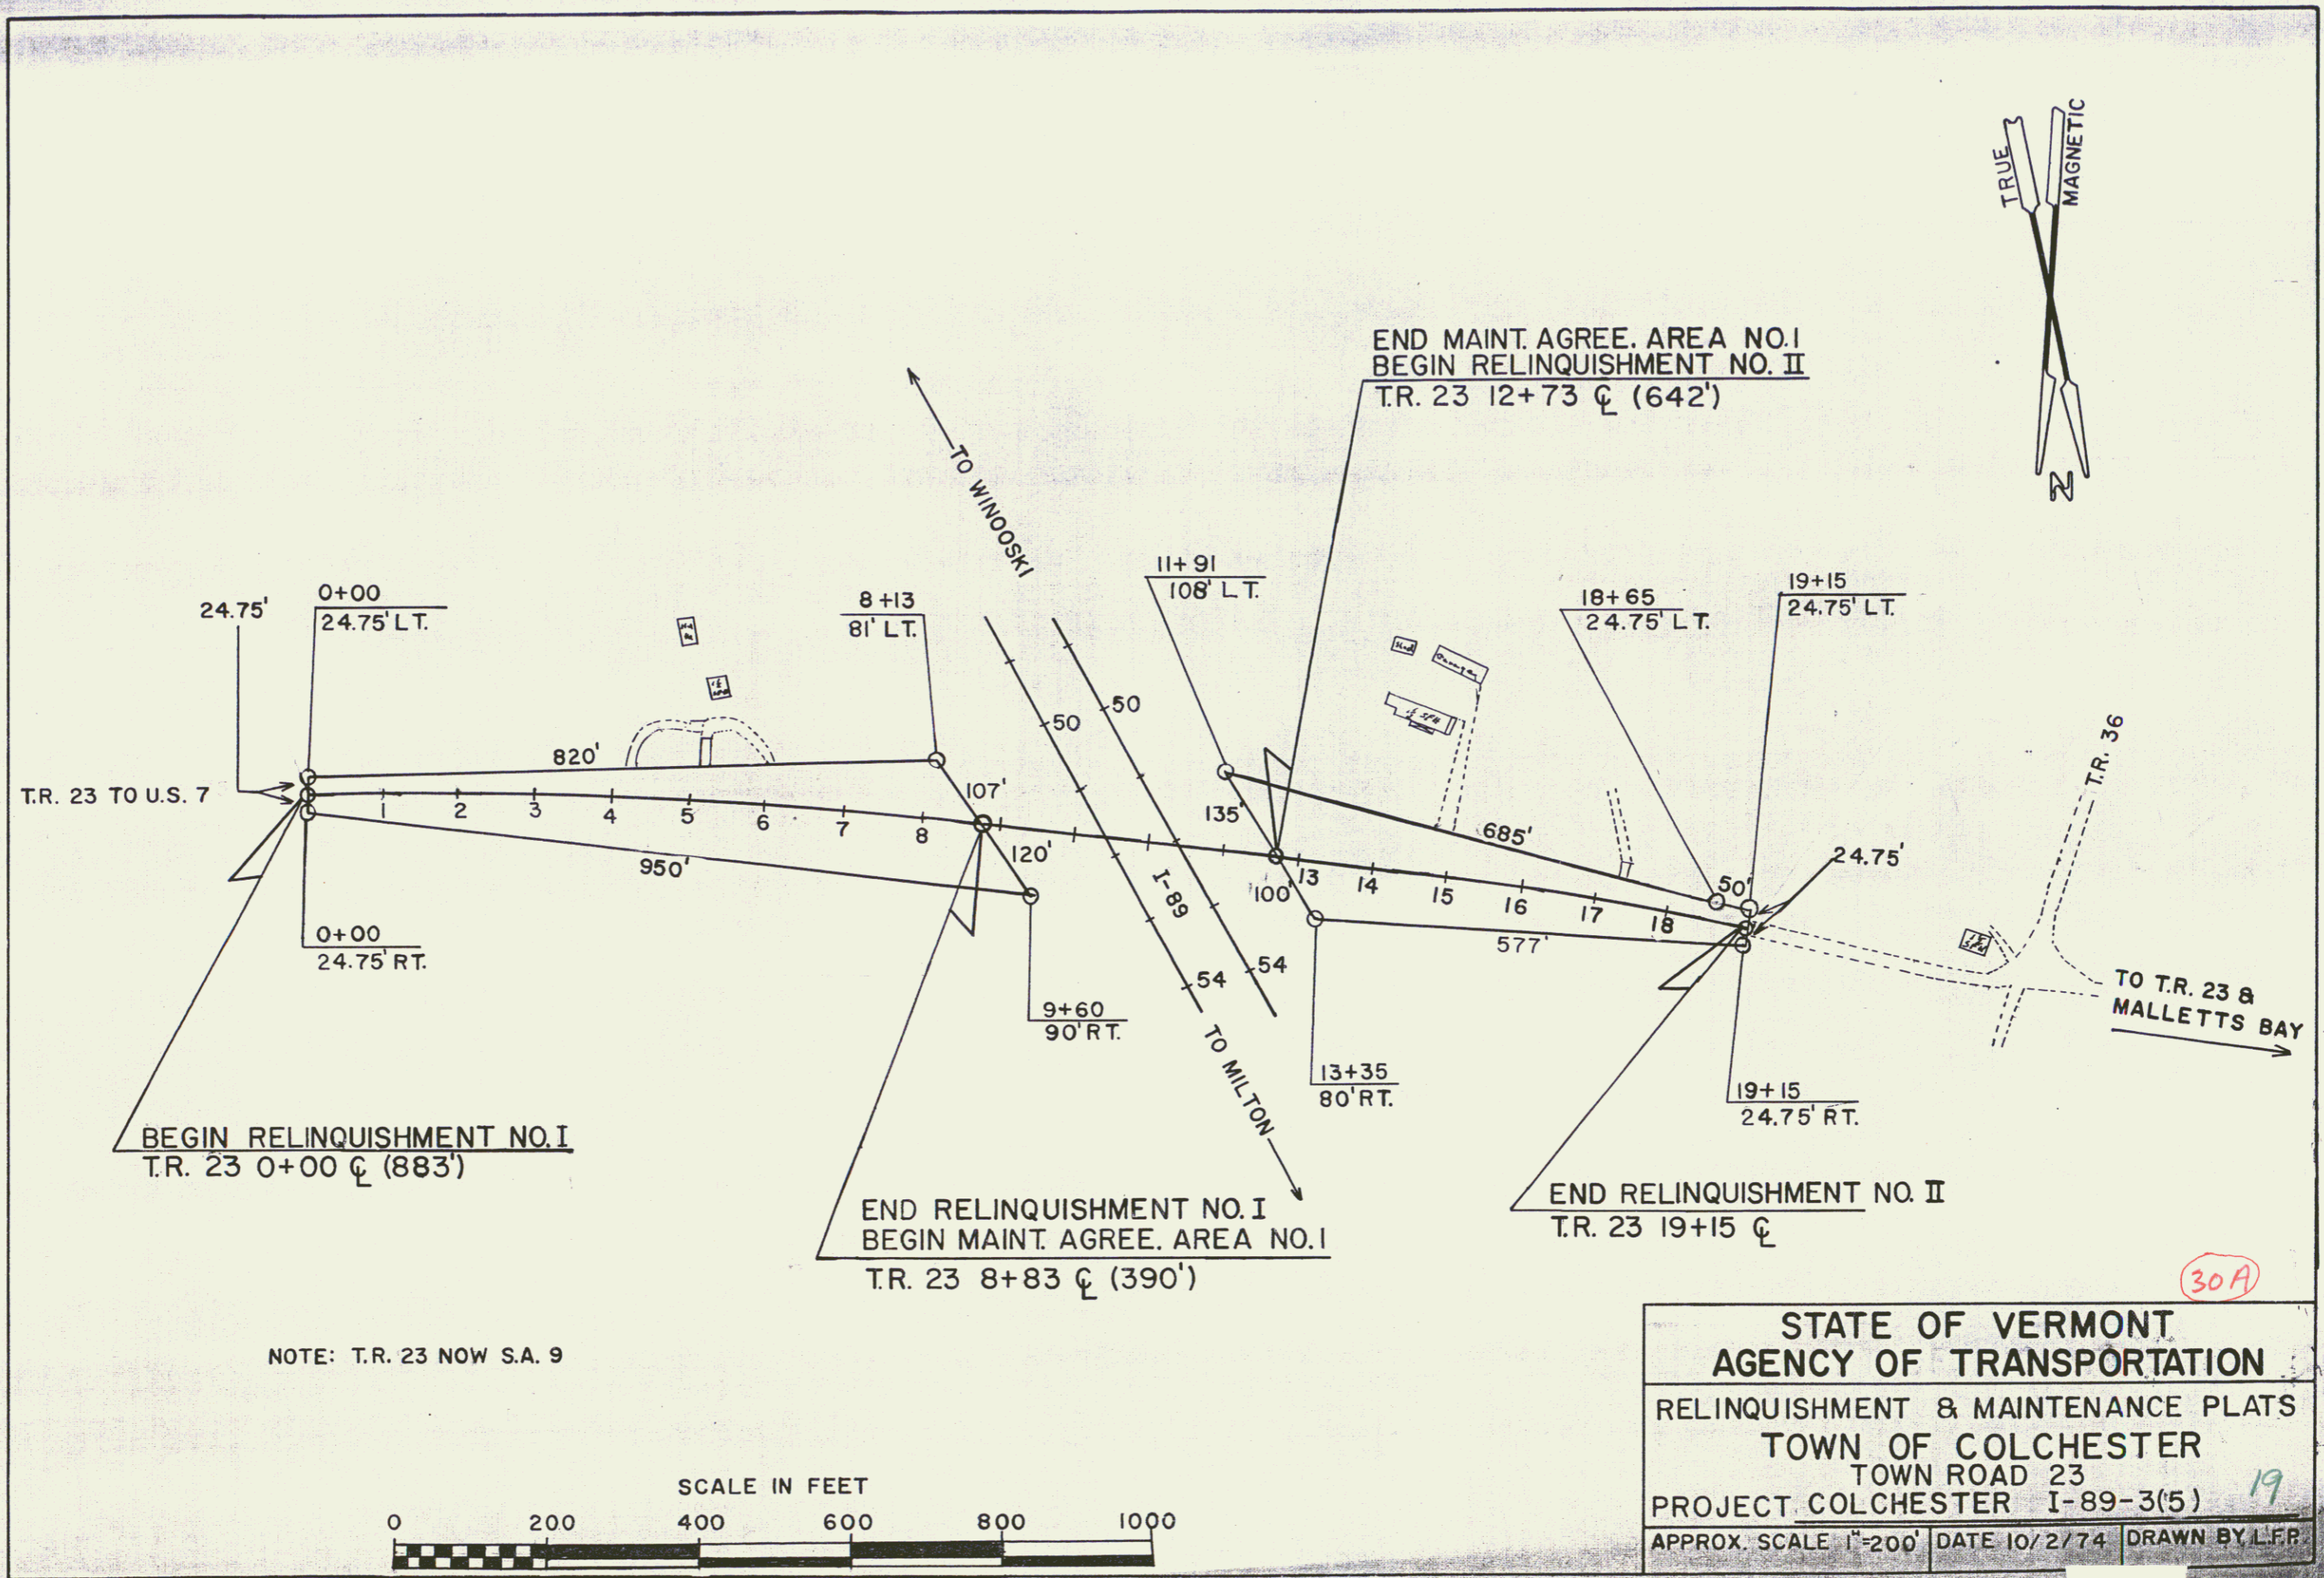 TRUE
MAGNETIC
N
END MAINT. AGREE. AREA NO.1
BEGIN RELINQUISHMENT NO. II
T.R. 23 12+73 ℄ (642')
TO WINOOSKI
24.75'
0+00
24.75' LT.
8+13
81' LT.
11+91
108' LT.
18+65
24.75' LT.
19+15
24.75' LT.
50
50
T.R. 36
T.R. 23 TO U.S. 7
820'
107'
135'
685'
1
2
3
4
5
6
7
8
120'
950'
I-89
100'
13
14
15
16
17
18
50'
24.75'
577'
54
54
0+00
24.75' RT.
9+60
90' RT.
TO MILTON
13+35
80' RT.
19+15
24.75' RT.
TO T.R. 23 &
MALLETTS BAY
BEGIN RELINQUISHMENT NO. I
T.R. 23 0+00 ℄ (883')
END RELINQUISHMENT NO. I
BEGIN MAINT. AGREE. AREA NO. 1
T.R. 23 8+83 ℄ (390')
END RELINQUISHMENT NO. II
T.R. 23 19+15 ℄
30A
NOTE: T.R. 23 NOW S.A. 9
SCALE IN FEET
0 200 400 600 800 1000
STATE OF VERMONT
AGENCY OF TRANSPORTATION
RELINQUISHMENT & MAINTENANCE PLATS
TOWN OF COLCHESTER
TOWN ROAD 23
PROJECT COLCHESTER I-89-3(5)
19
APPROX. SCALE 1"=200' DATE 10/2/74 DRAWN BY L.F.P.